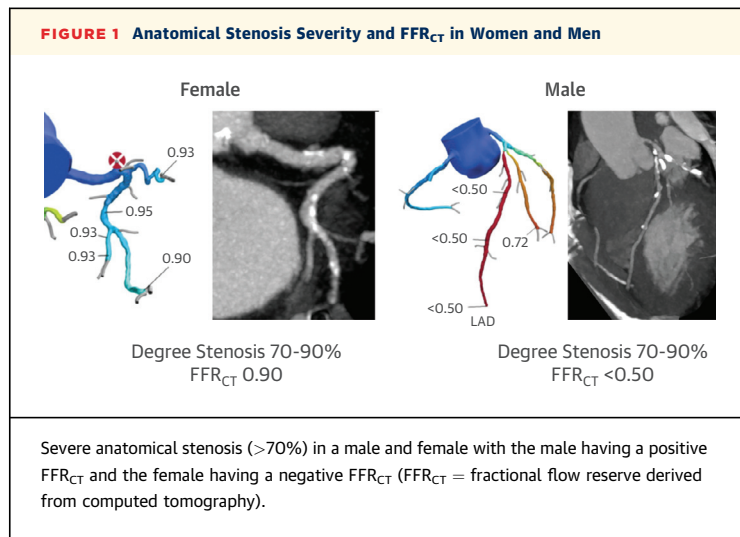 FIGURE 1 Anatomical Stenosis Severity and FFRCT in Women and Men
Female
Male
0.93
0.95
0.93
0.93
0.90
<0.50
<0.50
0.72
<0.50
LAD
Degree Stenosis 70-90%
FFRCT 0.90
Degree Stenosis 70-90%
FFRCT <0.50
Severe anatomical stenosis (>70%) in a male and female with the male having a positive
FFRCT and the female having a negative FFRCT (FFRCT = fractional flow reserve derived
from computed tomography).